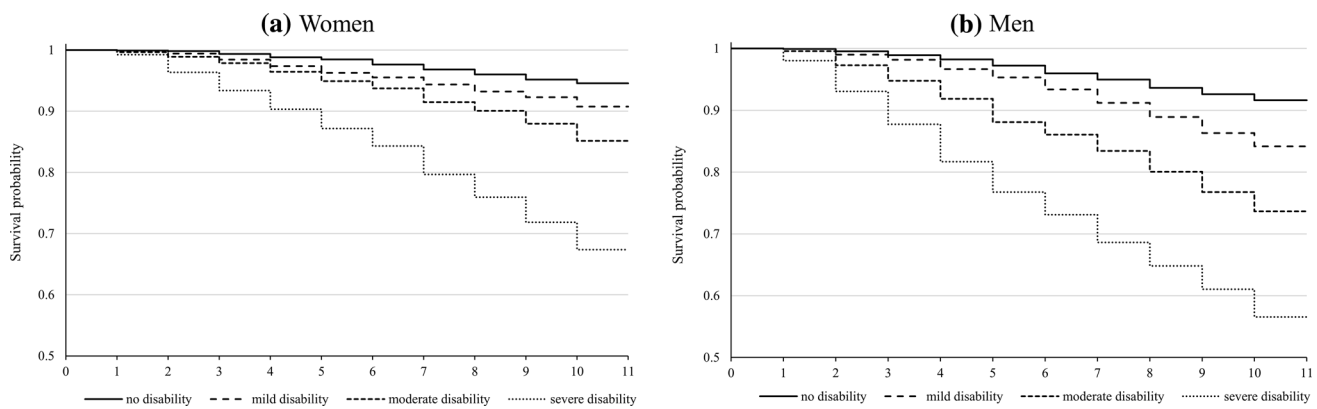 (a) Women
Survival probability
1
0.9
0.8
0.7
0.6
0.5
0 1 2 3 4 5 6 7 8 9 10 11
no disability mild disability moderate disability severe disability
(b) Men
Survival probability
1
0.9
0.8
0.7
0.6
0.5
0 1 2 3 4 5 6 7 8 9 10 11
no disability mild disability moderate disability severe disability